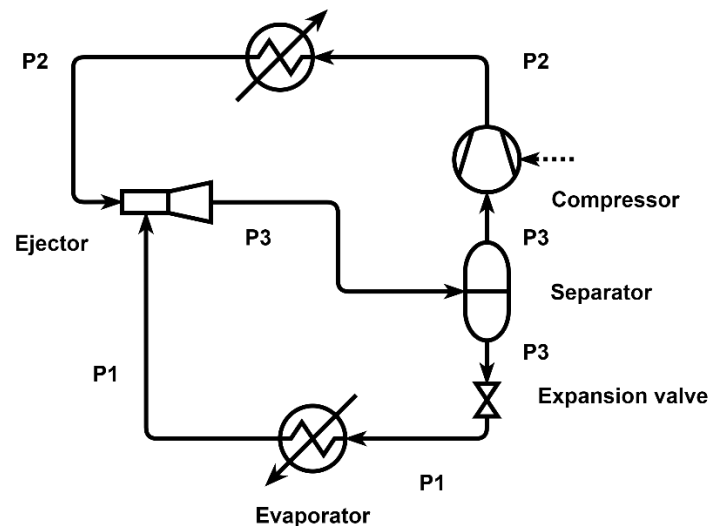 P2
P2
Compressor
Ejector
P3
P3
Separator
P3
P1
Expansion valve
P1
Evaporator